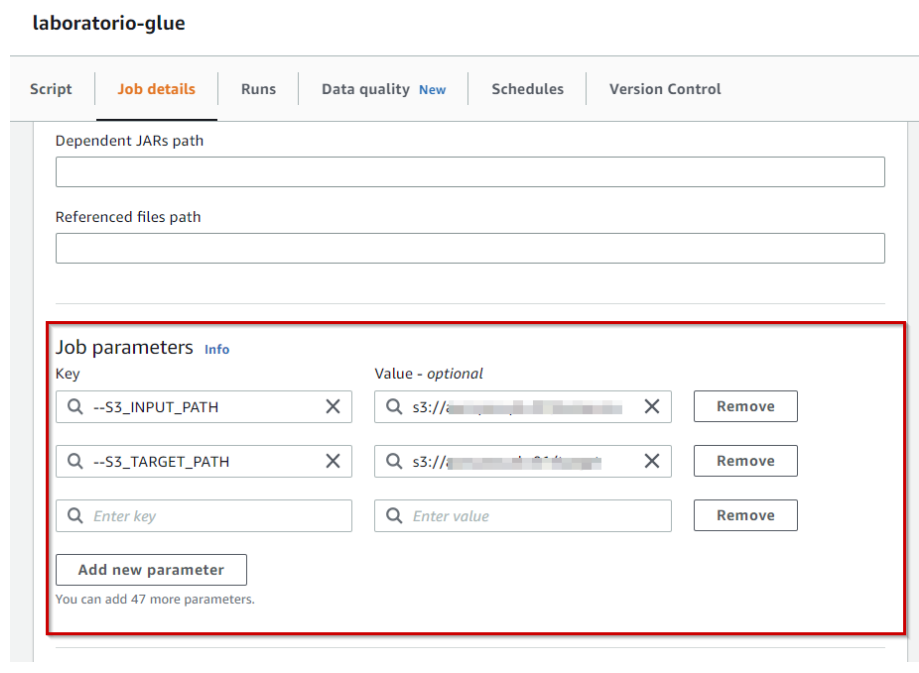 laboratorio-glue
Script Job details Runs Data quality New Schedules Version Control
Dependent JARs path
Referenced files path
Job parameters Info
Key Value - optional
--S3_INPUT_PATH s3:// Remove
--S3_TARGET_PATH s3:// Remove
Enter key Enter value Remove
Add new parameter
You can add 47 more parameters.